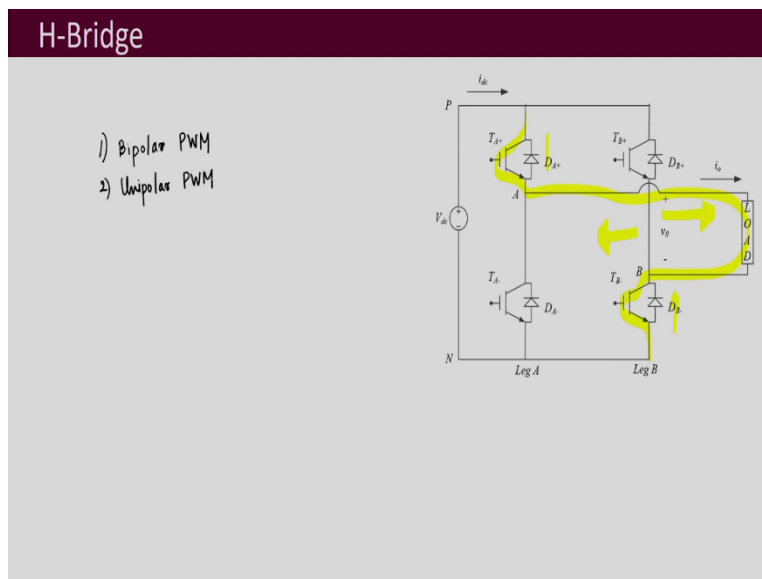 H-Bridge
1) Bipolar PWM
2) Unipolar PWM
i_dc
P
T_A+
D_A+
T_B+
D_B+
i_o
A
V_dc
+
-
+
v_0
-
L
O
A
D
B
T_A-
D_A-
T_B-
D_B-
N
Leg A
Leg B